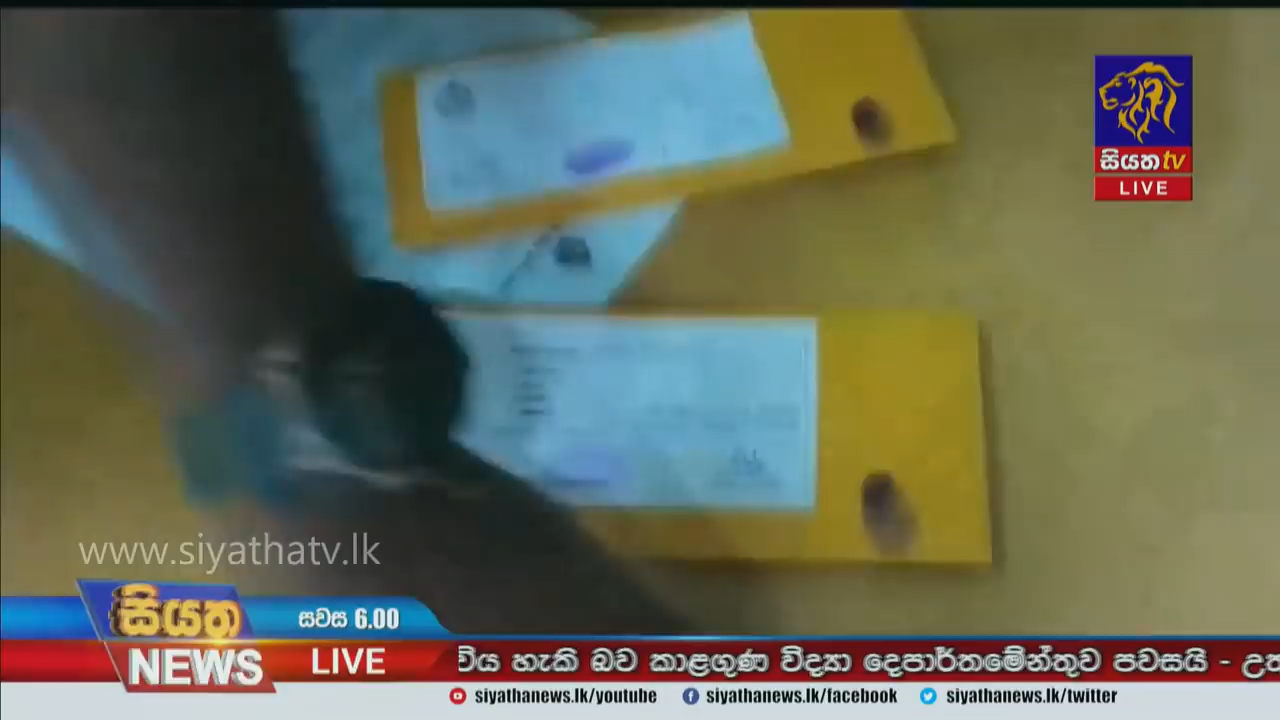 සියත tv
LIVE
www.siyathatv.lk
සියත
සවස 6.00
NEWS
LIVE
විය හැකි බව කාළගුණ විද්‍යා දෙපාර්තමේන්තුව පවසයි - උත
siyathanews.lk/youtube
siyathanews.lk/facebook
siyathanews.lk/twitter